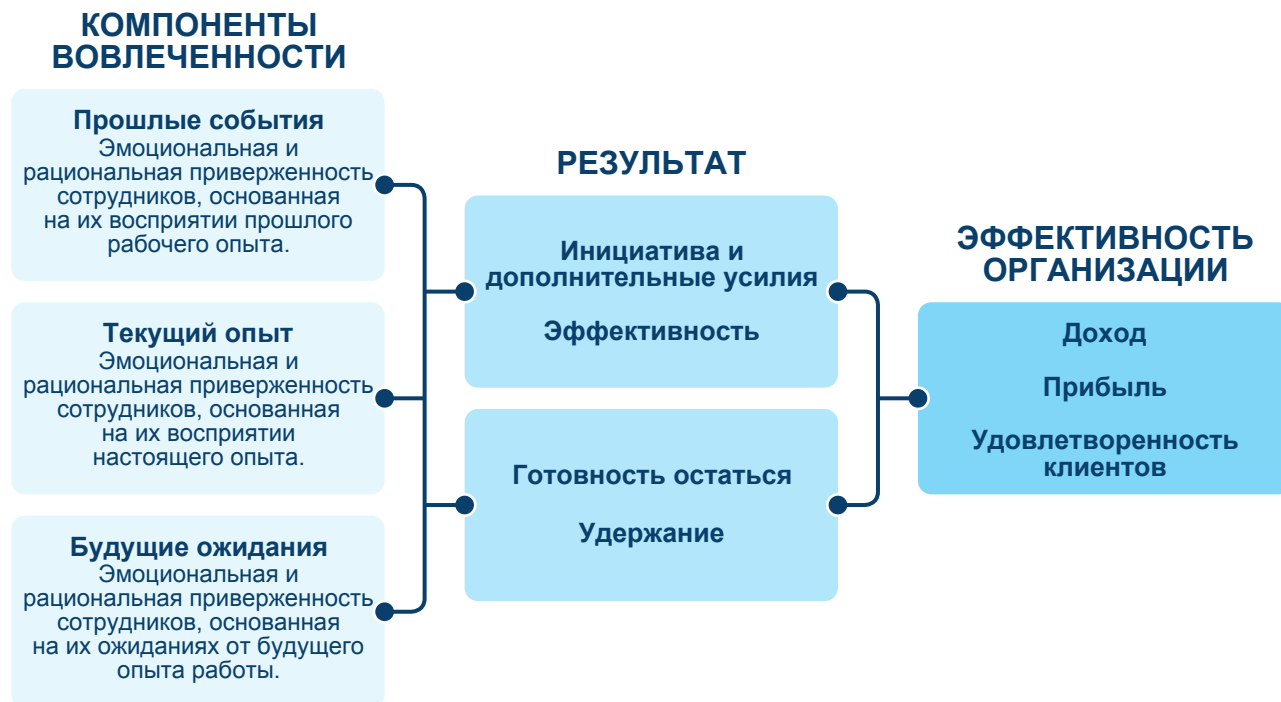 КОМПОНЕНТЫ
ВОВЛЕЧЕННОСТИ
Прошлые события
Эмоциональная и
рациональная приверженность
сотрудников, основанная
на их восприятии прошлого
рабочего опыта.
Текущий опыт
Эмоциональная и
рациональная приверженность
сотрудников, основанная
на их восприятии
настоящего опыта.
Будущие ожидания
Эмоциональная и
рациональная приверженность
сотрудников, основанная
на их ожиданиях от будущего
опыта работы.
РЕЗУЛЬТАТ
Инициатива и
дополнительные усилия
Эффективность
Готовность остаться
Удержание
ЭФФЕКТИВНОСТЬ
ОРГАНИЗАЦИИ
Доход
Прибыль
Удовлетворенность
клиентов